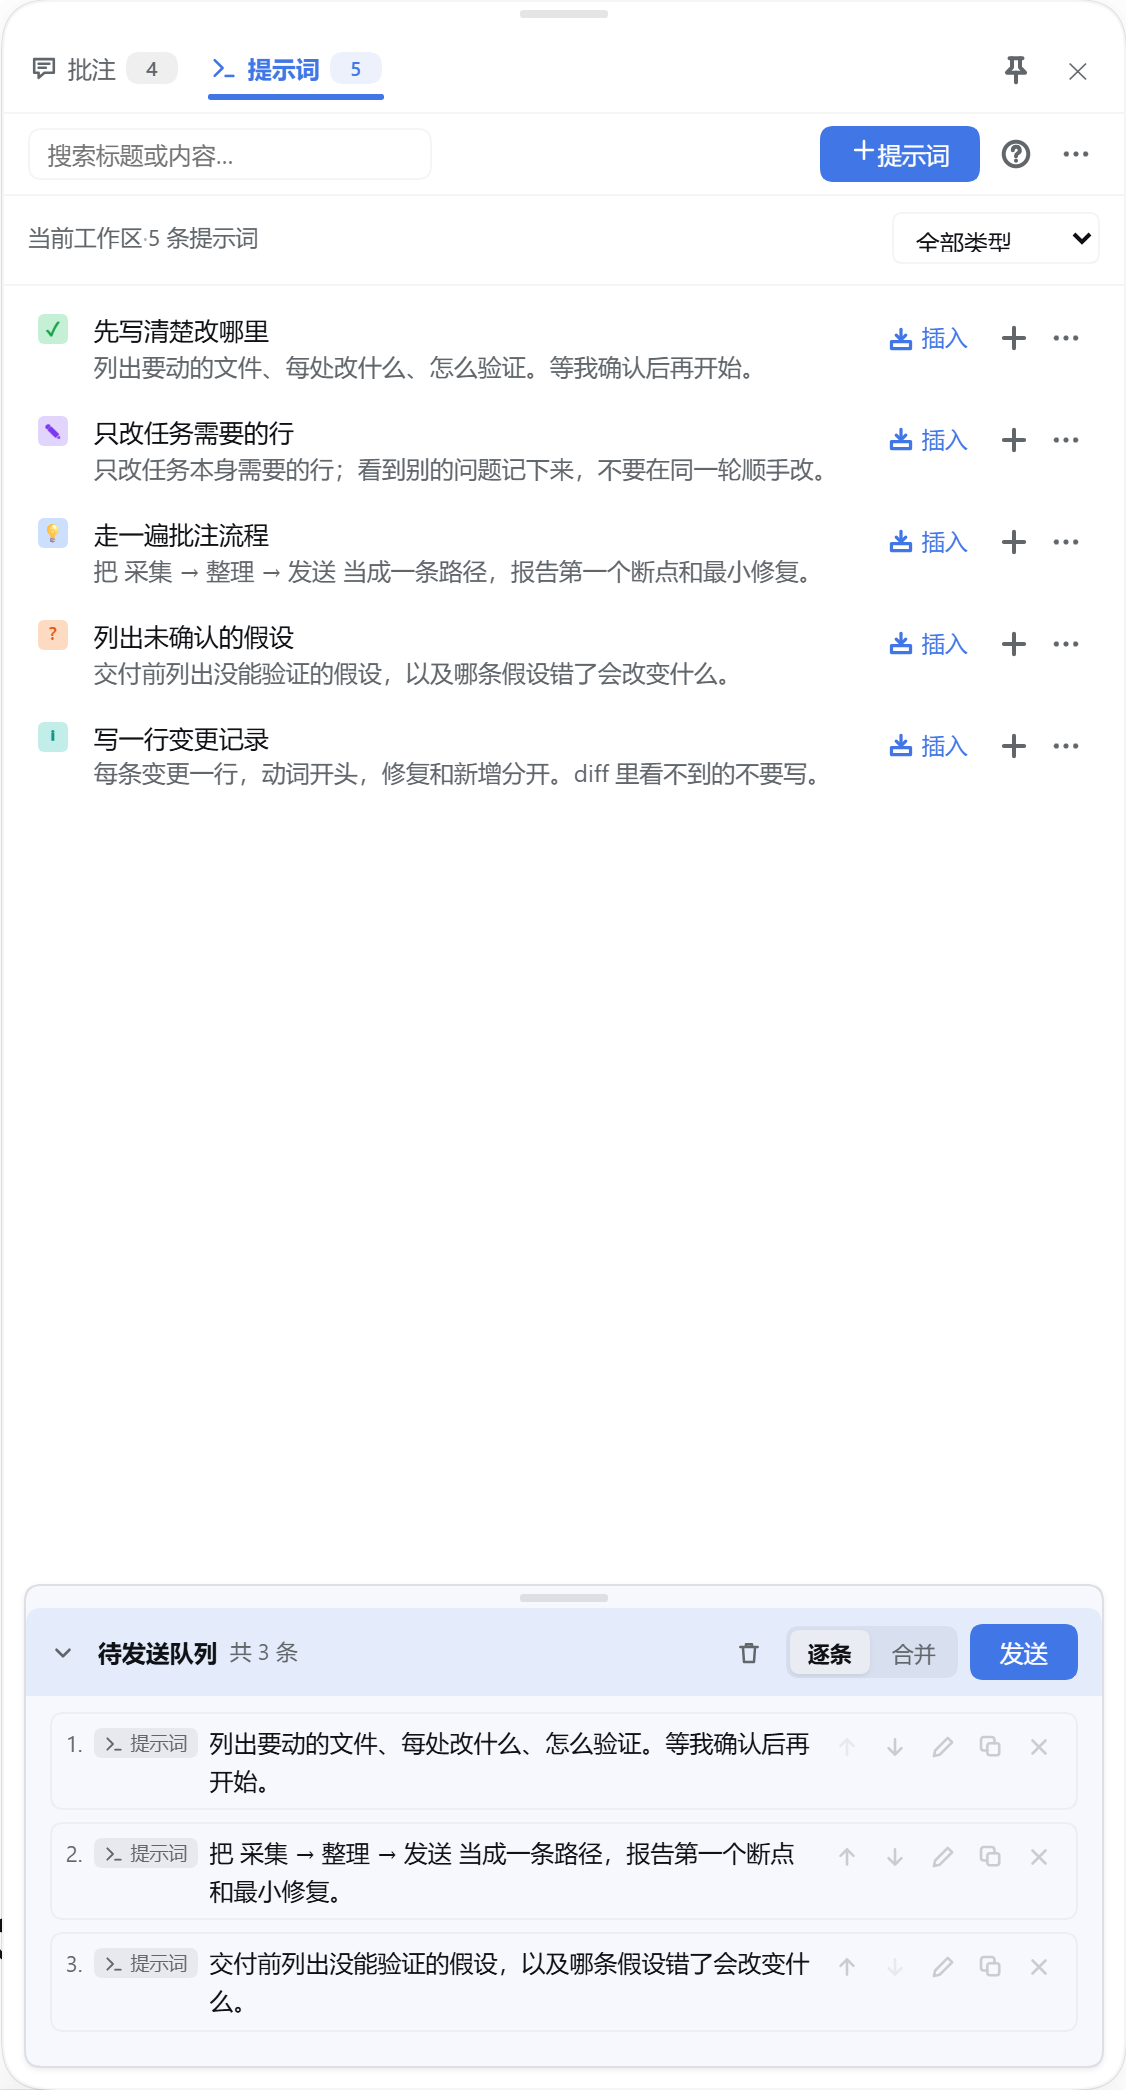 批注 4 提示词 5
搜索标题或内容... +提示词
当前工作区·5 条提示词 全部类型
先写清楚改哪里
列出要动的文件、每处改什么、怎么验证。等我确认后再开始。
插入
只改任务需要的行
只改任务本身需要的行；看到别的问题记下来，不要在同一轮顺手改。
插入
走一遍批注流程
把 采集 → 整理 → 发送 当成一条路径，报告第一个断点和最小修复。
插入
列出未确认的假设
交付前列出没能验证的假设，以及哪条假设错了会改变什么。
插入
写一行变更记录
每条变更一行，动词开头，修复和新增分开。diff 里看不到的不要写。
插入
待发送队列 共 3 条 逐条 合并 发送
1. 提示词 列出要动的文件、每处改什么、怎么验证。等我确认后再
开始。
2. 提示词 把 采集 → 整理 → 发送 当成一条路径，报告第一个断点
和最小修复。
3. 提示词 交付前列出没能验证的假设，以及哪条假设错了会改变什
么。